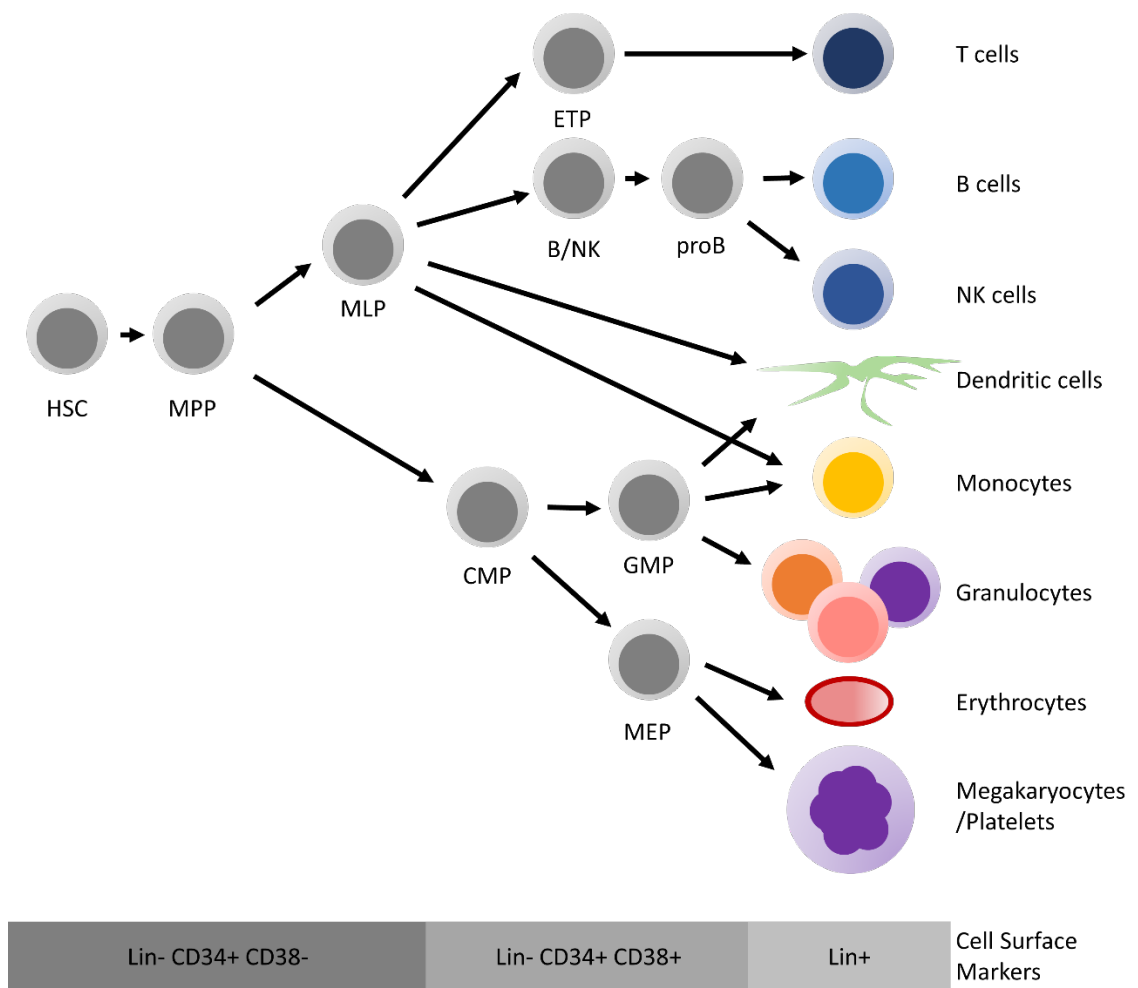 T cells
ETP
B cells
B/NK
proB
NK cells
MLP
HSC
MPP
Dendritic cells
Monocytes
CMP
GMP
Granulocytes
MEP
Erythrocytes
Megakaryocytes
/Platelets
Lin- CD34+ CD38-
Lin- CD34+ CD38+
Lin+
Cell Surface
Markers